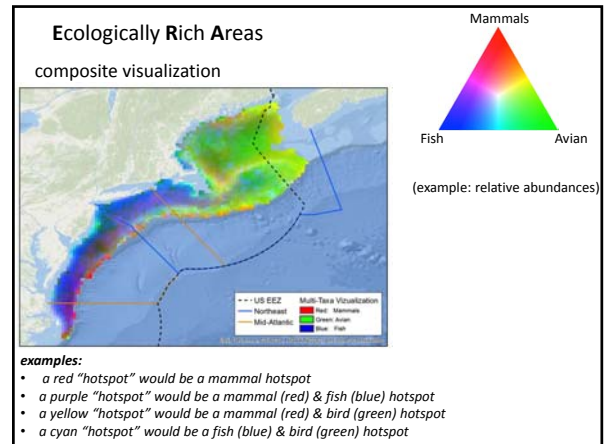 Ecologically Rich Areas
composite visualization
Mammals
Fish
Avian
(example: relative abundances)
US EEZ
Northeast
Mid-Atlantic
Multi-Taxa Vizualization
Red: Mammals
Green: Avian
Blue: Fish
examples:
• a red “hotspot” would be a mammal hotspot
• a purple “hotspot” would be a mammal (red) & fish (blue) hotspot
• a yellow “hotspot” would be a mammal (red) & bird (green) hotspot
• a cyan “hotspot” would be a fish (blue) & bird (green) hotspot